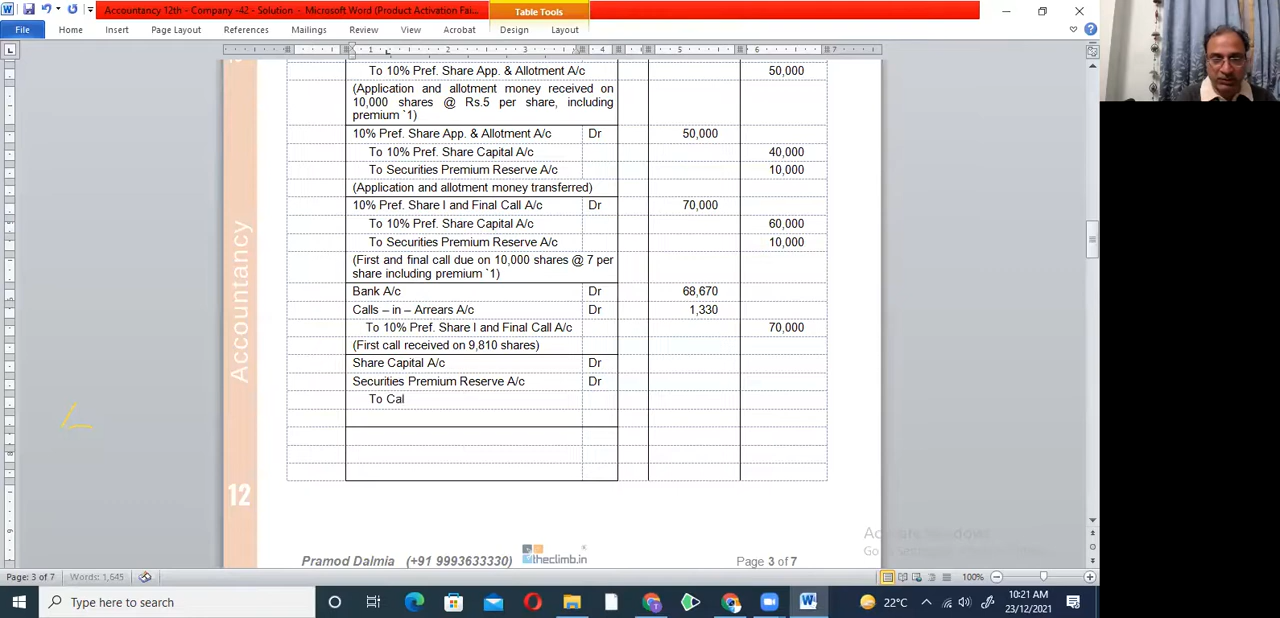 Accountancy 12th - Company -42 - Solution - Microsoft Word (Product Activation Fai...
Table Tools
File Home Insert Page Layout References Mailings Review View Acrobat Design Layout
To 10% Pref. Share App. & Allotment A/c 50,000
(Application and allotment money received on
10,000 shares @ Rs.5 per share, including
premium `1)
10% Pref. Share App. & Allotment A/c Dr 50,000
To 10% Pref. Share Capital A/c 40,000
To Securities Premium Reserve A/c 10,000
(Application and allotment money transferred)
10% Pref. Share I and Final Call A/c Dr 70,000
To 10% Pref. Share Capital A/c 60,000
To Securities Premium Reserve A/c 10,000
(First and final call due on 10,000 shares @ 7 per
share including premium `1)
Bank A/c Dr 68,670
Calls – in – Arrears A/c Dr 1,330
To 10% Pref. Share I and Final Call A/c 70,000
(First call received on 9,810 shares)
Share Capital A/c Dr
Securities Premium Reserve A/c Dr
To Cal
Accountancy
12
Pramod Dalmia (+91 9993633330) theclimb.in Page 3 of 7
Page: 3 of 7 Words: 1,645 100%
Type here to search 22°C 10:21 AM
23/12/2021